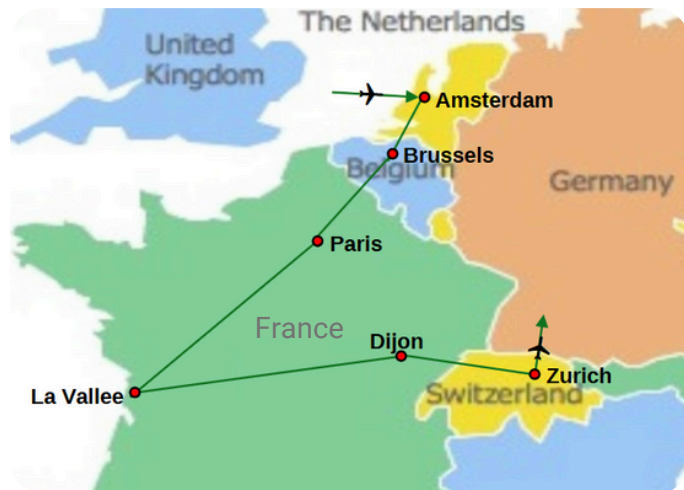 The Netherlands
United
Kingdom
Amsterdam
Brussels
Belgium
Germany
Paris
France
Dijon
La Vallee
Zurich
Switzerland